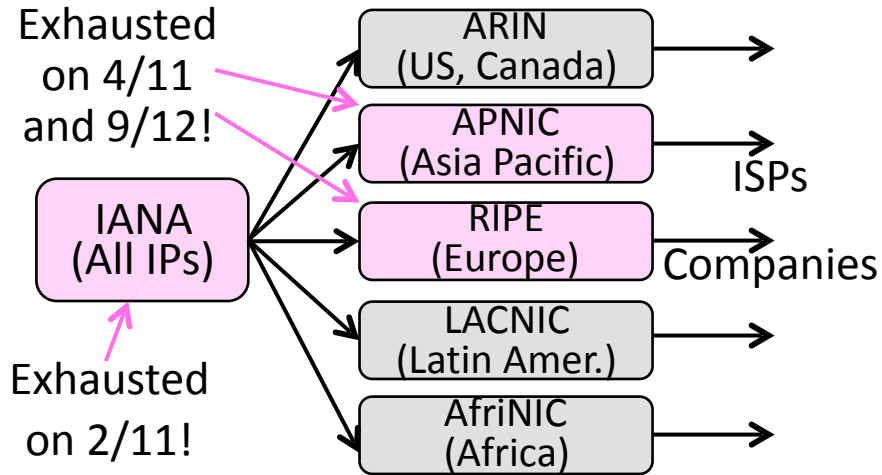 Exhausted
on 4/11
and 9/12!
IANA
(All IPs)
Exhausted
on 2/11!
ARIN
(US, Canada)
APNIC
(Asia Pacific)
RIPE
(Europe)
LACNIC
(Latin Amer.)
AfriNIC
(Africa)
ISPs
Companies